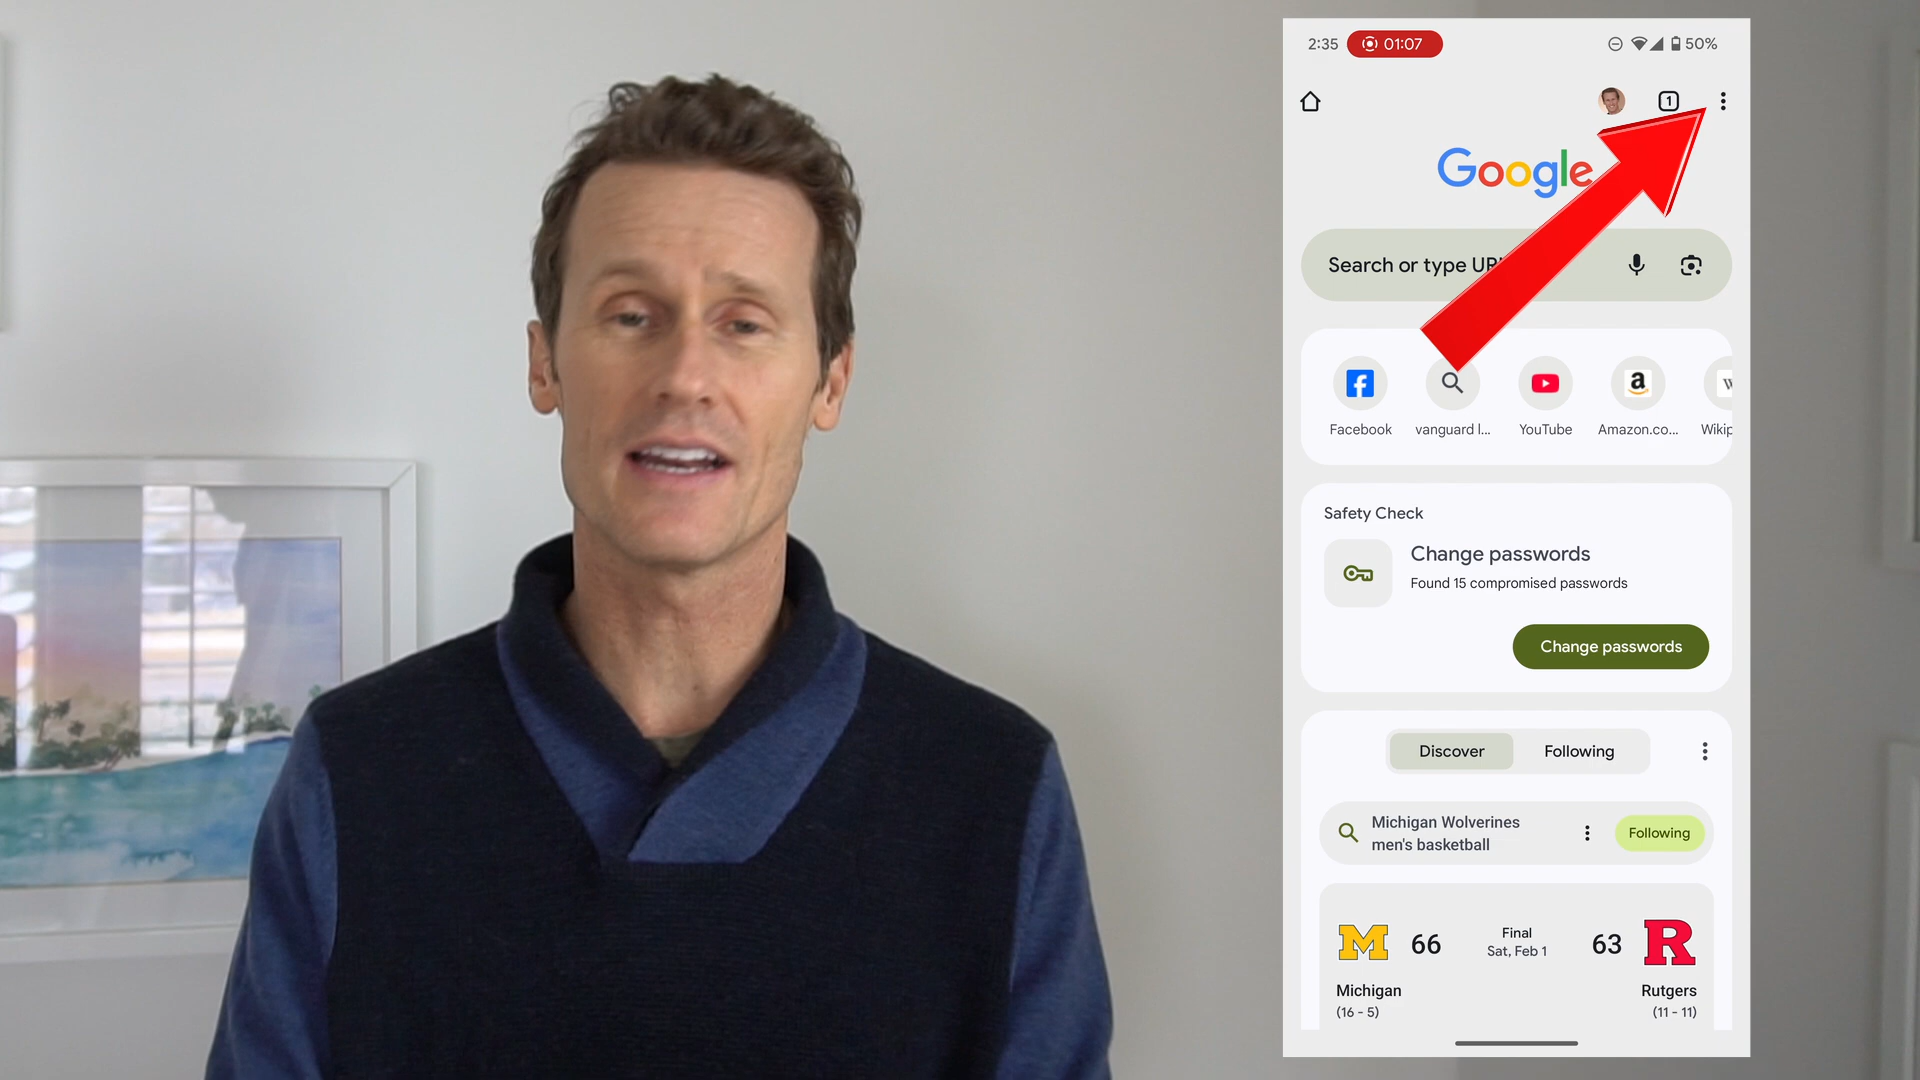 2:35 01:07 50%
1
Google
Search or type
Facebook vanguard l... YouTube Amazon.co... Wikip
Safety Check
Change passwords
Found 15 compromised passwords
Change passwords
Discover Following
Michigan Wolverines
men's basketball
Following
M 66 Final 63 R
Sat, Feb 1
Michigan Rutgers
(16 - 5) (11 - 11)